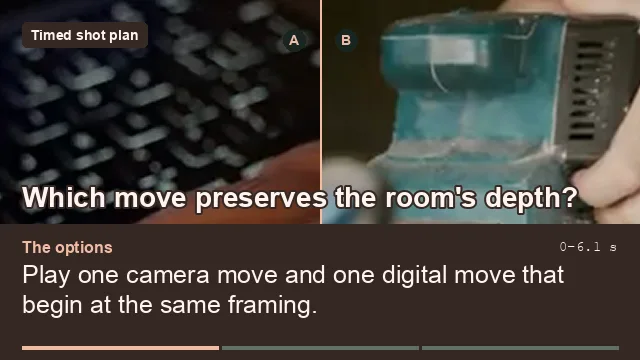 Timed shot plan
A
B
Which move preserves the room's depth?
The options
0–6.1 s
Play one camera move and one digital move that
begin at the same framing.